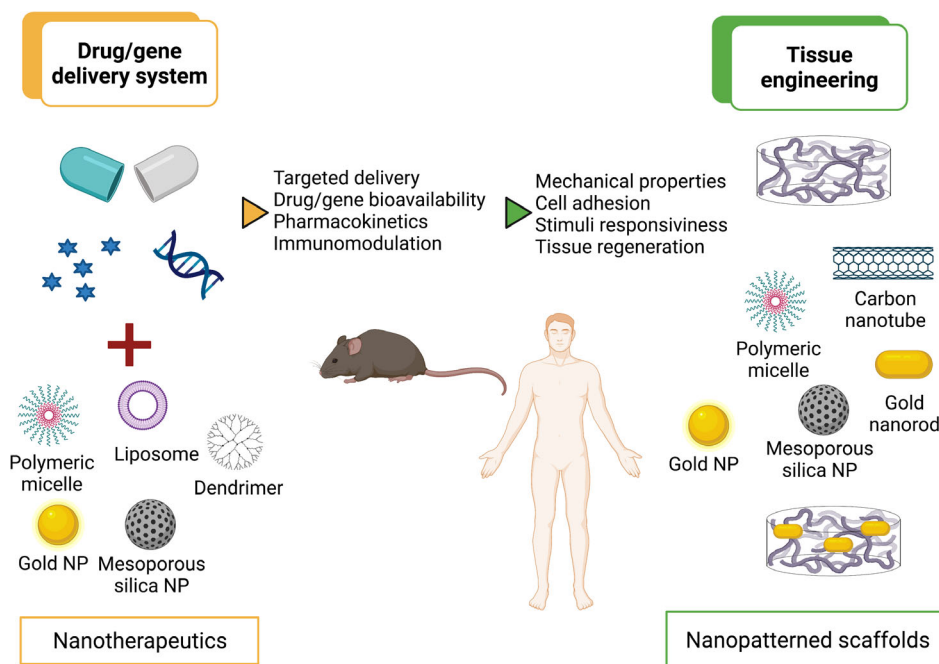 Drug/gene
delivery system
Tissue
engineering
Targeted delivery
Drug/gene bioavailability
Pharmacokinetics
Immunomodulation
Mechanical properties
Cell adhesion
Stimuli responsiviness
Tissue regeneration
Polymeric
micelle
Liposome
Dendrimer
Gold NP
Mesoporous
silica NP
Nanotherapeutics
Carbon
nanotube
Polymeric
micelle
Gold
nanorod
Mesoporous
silica NP
Gold NP
Nanopatterned scaffolds